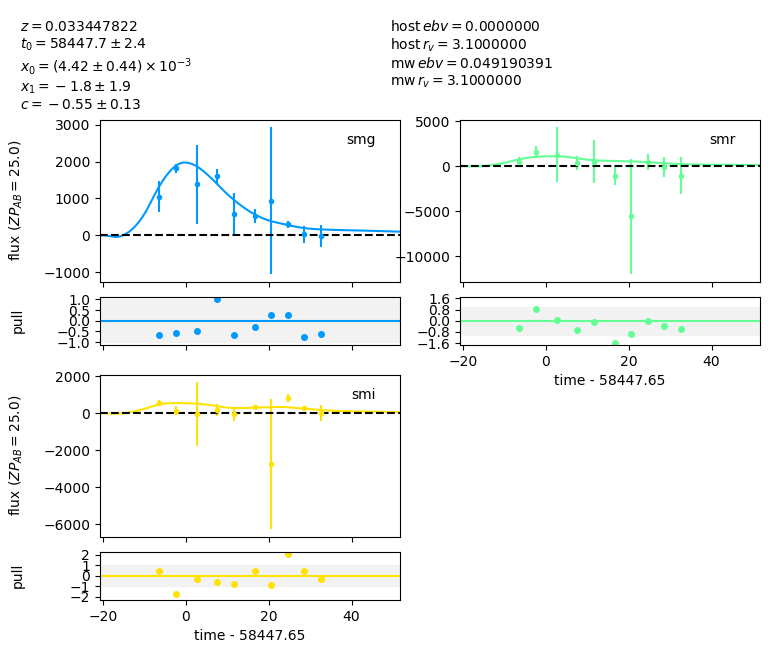 z = 0.033447822
t₀ = 58447.7 ± 2.4
x₀ = (4.42 ± 0.44) × 10⁻³
x₁ = −1.8 ± 1.9
c = −0.55 ± 0.13
host ebv = 0.0000000
host r_v = 3.1000000
mw ebv = 0.049190391
mw r_v = 3.1000000
smg
flux (ZP_AB = 25.0)
3000
2000
1000
0
−1000
smr
5000
0
−5000
−10000
pull
1.0
0.5
0.0
−0.5
−1.0
1.6
0.8
0.0
−0.8
−1.6
−20 0 20 40
time - 58447.65
smi
flux (ZP_AB = 25.0)
2000
0
−2000
−4000
−6000
pull
2
1
0
−1
−2
−20 0 20 40
time - 58447.65